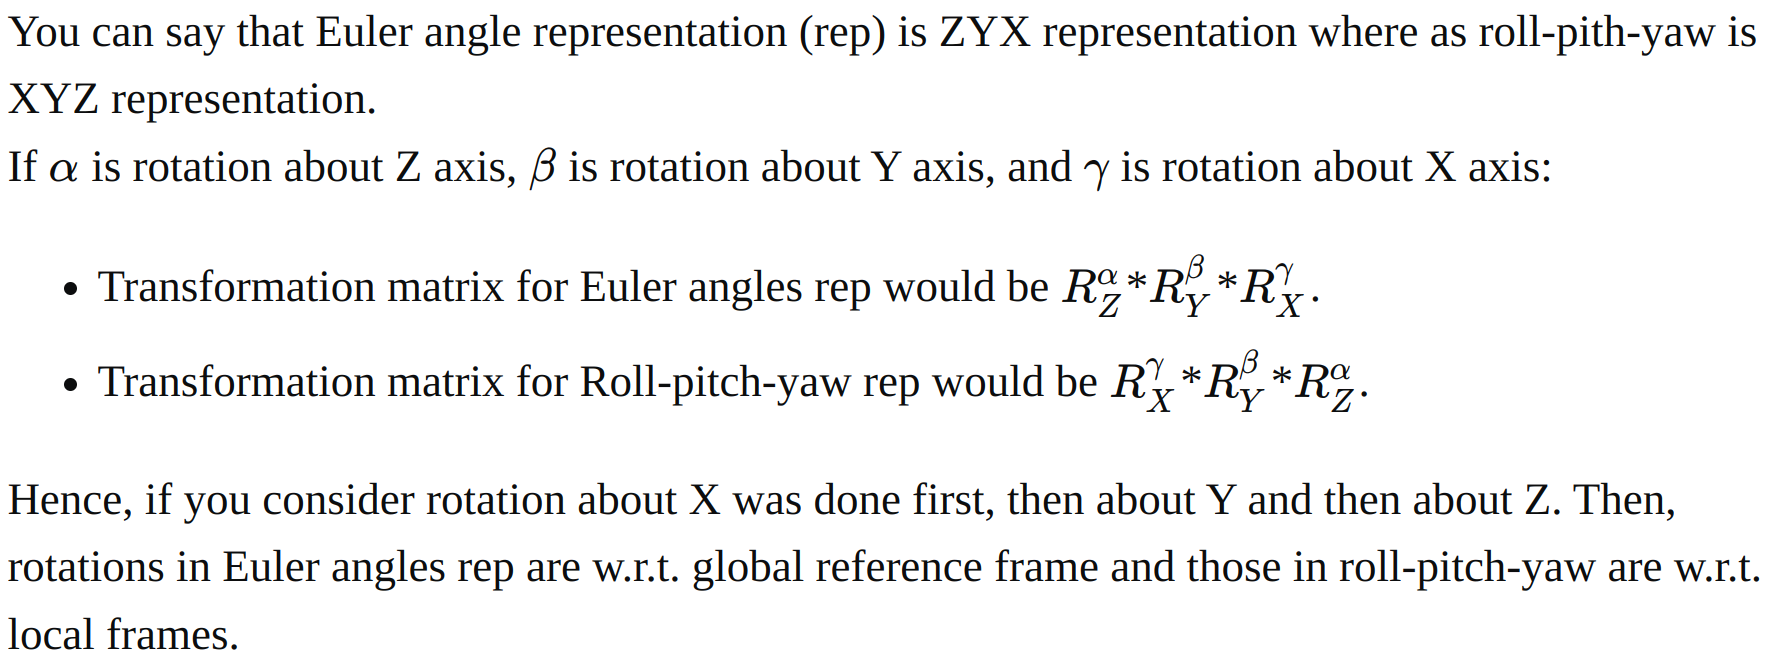 You can say that Euler angle representation (rep) is ZYX representation where as roll-pith-yaw is
XYZ representation.
If α is rotation about Z axis, β is rotation about Y axis, and γ is rotation about X axis:
• Transformation matrix for Euler angles rep would be $R_Z^\alpha * R_Y^\beta * R_X^\gamma$.
• Transformation matrix for Roll-pitch-yaw rep would be $R_X^\gamma * R_Y^\beta * R_Z^\alpha$.
Hence, if you consider rotation about X was done first, then about Y and then about Z. Then,
rotations in Euler angles rep are w.r.t. global reference frame and those in roll-pitch-yaw are w.r.t.
local frames.